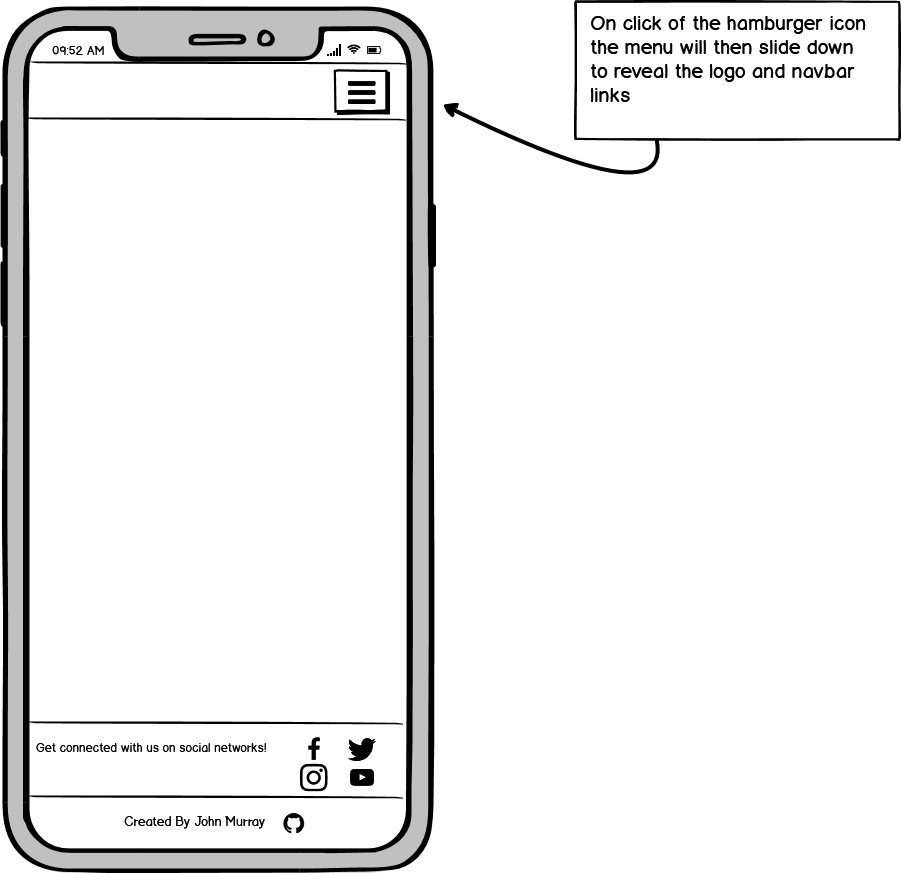 09:52 AM
On click of the hamburger icon
the menu will then slide down
to reveal the logo and navbar
links
Get connected with us on social networks!
Created By John Murray